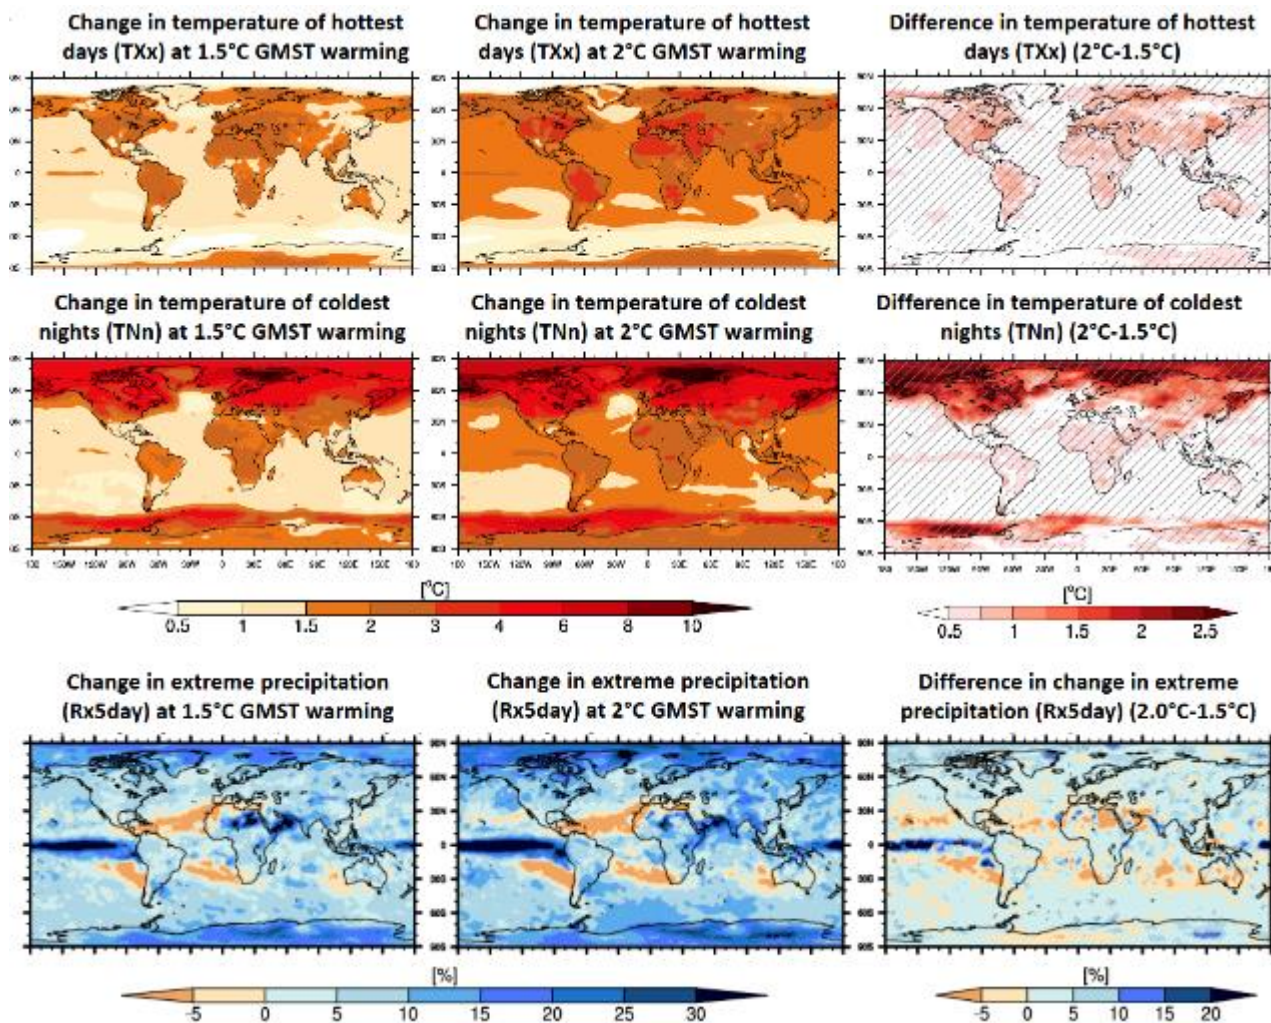 Change in temperature of hottest
days (TXx) at 1.5°C GMST warming
Change in temperature of hottest
days (TXx) at 2°C GMST warming
Difference in temperature of hottest
days (TXx) (2°C-1.5°C)
Change in temperature of coldest
nights (TNn) at 1.5°C GMST warming
Change in temperature of coldest
nights (TNn) at 2°C GMST warming
Difference in temperature of coldest
nights (TNn) (2°C-1.5°C)
[°C]
0.5 1 1.5 2 3 4 6 8 10
[°C]
0.5 1 1.5 2 2.5
Change in extreme precipitation
(Rx5day) at 1.5°C GMST warming
Change in extreme precipitation
(Rx5day) at 2°C GMST warming
Difference in change in extreme
precipitation (Rx5day) (2.0°C-1.5°C)
[%]
-5 0 5 10 15 20 25 30
[%]
-5 0 5 10 15 20